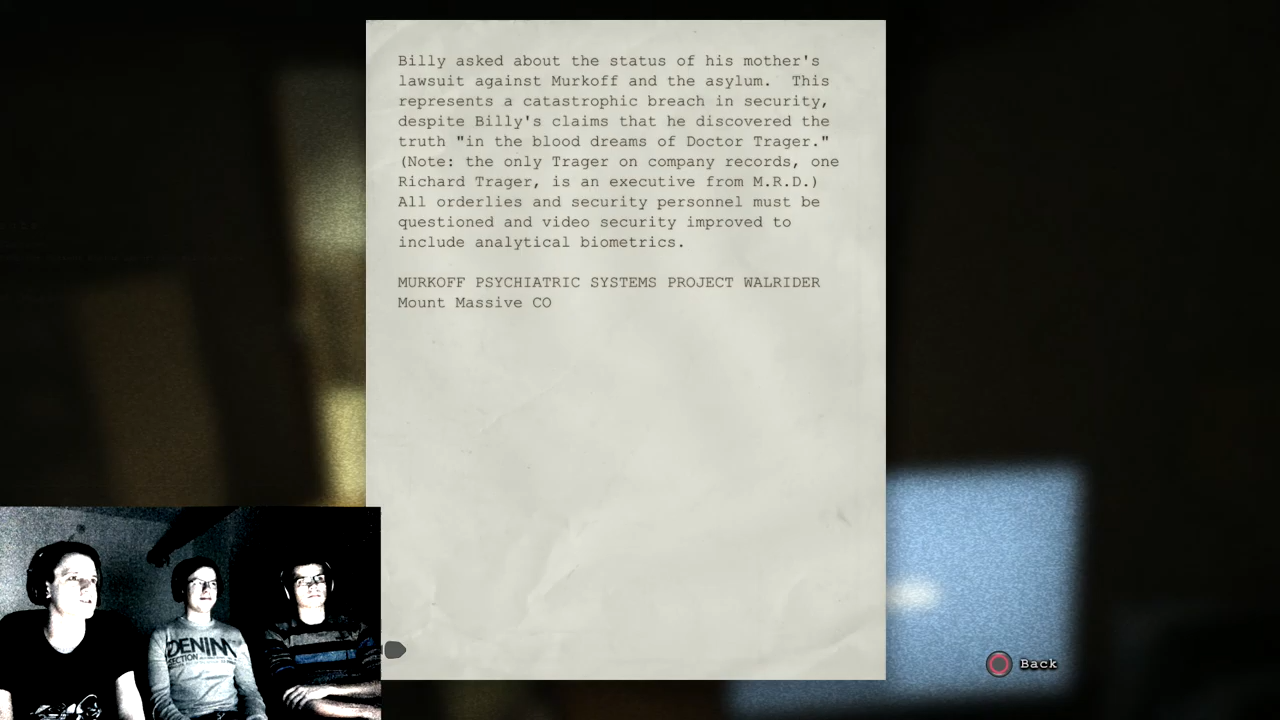 Billy asked about the status of his mother's
lawsuit against Murkoff and the asylum.  This
represents a catastrophic breach in security,
despite Billy's claims that he discovered the
truth "in the blood dreams of Doctor Trager."
(Note: the only Trager on company records, one
Richard Trager, is an executive from M.R.D.)
All orderlies and security personnel must be
questioned and video security improved to
include analytical biometrics.
MURKOFF PSYCHIATRIC SYSTEMS PROJECT WALRIDER
Mount Massive CO
DENIM
Back